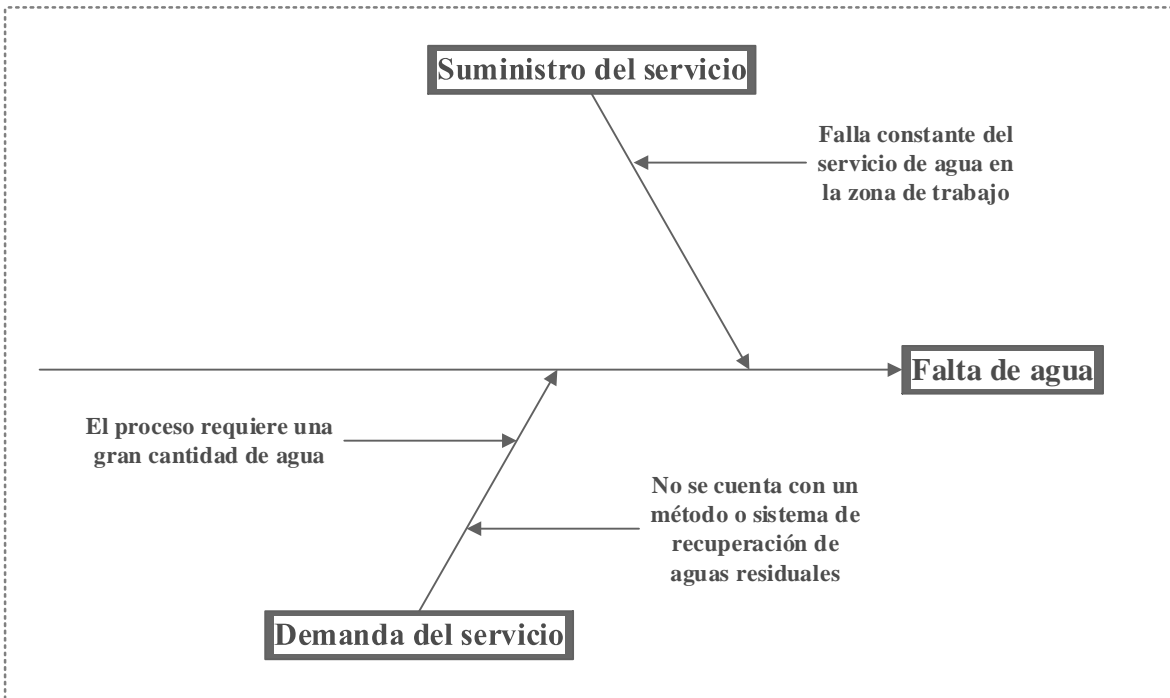 Suministro del servicio
Falla constante del
servicio de agua en
la zona de trabajo
Falta de agua
El proceso requiere una
gran cantidad de agua
No se cuenta con un
método o sistema de
recuperación de
aguas residuales
Demanda del servicio